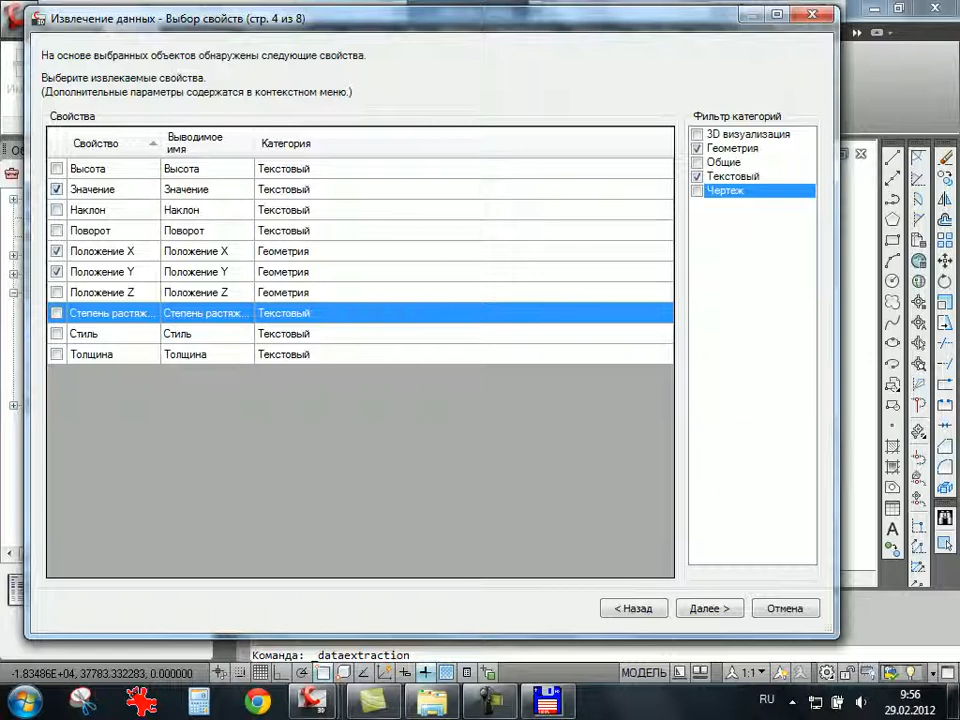 Извлечение данных - Выбор свойств (стр. 4 из 8)
На основе выбранных объектов обнаружены следующие свойства.
Выберите извлекаемые свойства.
(Дополнительные параметры содержатся в контекстном меню.)
Свойства
Фильтр категорий
Свойство Выводимое имя Категория
Высота Высота Текстовый
Значение Значение Текстовый
Наклон Наклон Текстовый
Поворот Поворот Текстовый
Положение X Положение X Геометрия
Положение Y Положение Y Геометрия
Положение Z Положение Z Геометрия
Степень растяж... Степень растяж... Текстовый
Стиль Стиль Текстовый
Толщина Толщина Текстовый
3D визуализация
Геометрия
Общие
Текстовый
Чертеж
< Назад
Далее >
Отмена
Команда: _dataextraction
-1.83486E+04, 37783.332283, 0.000000
МОДЕЛЬ
1:1
RU
9:56
29.02.2012